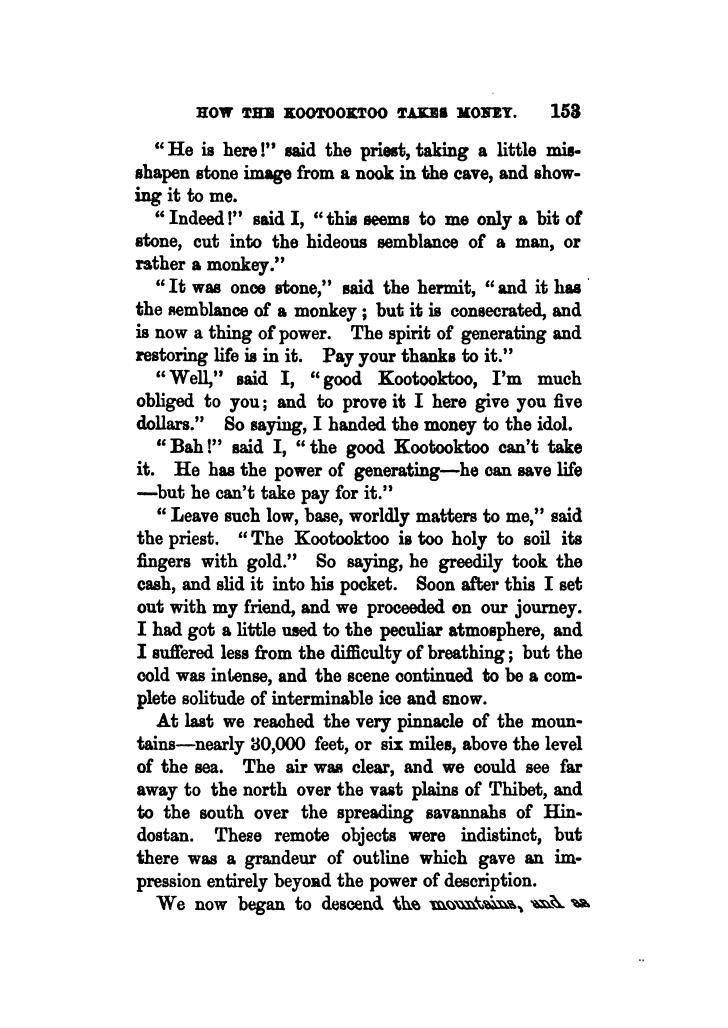 HOW THE KOOTOOKTOO TAKES MONEY. 153
"He is here!" said the priest, taking a little mis-
shapen stone image from a nook in the cave, and show-
ing it to me.
"Indeed!" said I, "this seems to me only a bit of
stone, cut into the hideous semblance of a man, or
rather a monkey."
"It was once stone," said the hermit, "and it has
the semblance of a monkey; but it is consecrated, and
is now a thing of power. The spirit of generating and
restoring life is in it. Pay your thanks to it."
"Well," said I, "good Kootooktoo, I'm much
obliged to you; and to prove it I here give you five
dollars." So saying, I handed the money to the idol.
"Bah!" said I, "the good Kootooktoo can't take
it. He has the power of generating—he can save life
—but he can't take pay for it."
"Leave such low, base, worldly matters to me," said
the priest. "The Kootooktoo is too holy to soil its
fingers with gold." So saying, he greedily took the
cash, and slid it into his pocket. Soon after this I set
out with my friend, and we proceeded on our journey.
I had got a little used to the peculiar atmosphere, and
I suffered less from the difficulty of breathing; but the
cold was intense, and the scene continued to be a com-
plete solitude of interminable ice and snow.
At last we reached the very pinnacle of the moun-
tains—nearly 30,000 feet, or six miles, above the level
of the sea. The air was clear, and we could see far
away to the north over the vast plains of Thibet, and
to the south over the spreading savannahs of Hin-
dostan. These remote objects were indistinct, but
there was a grandeur of outline which gave an im-
pression entirely beyond the power of description.
We now began to descend the mountains, and as